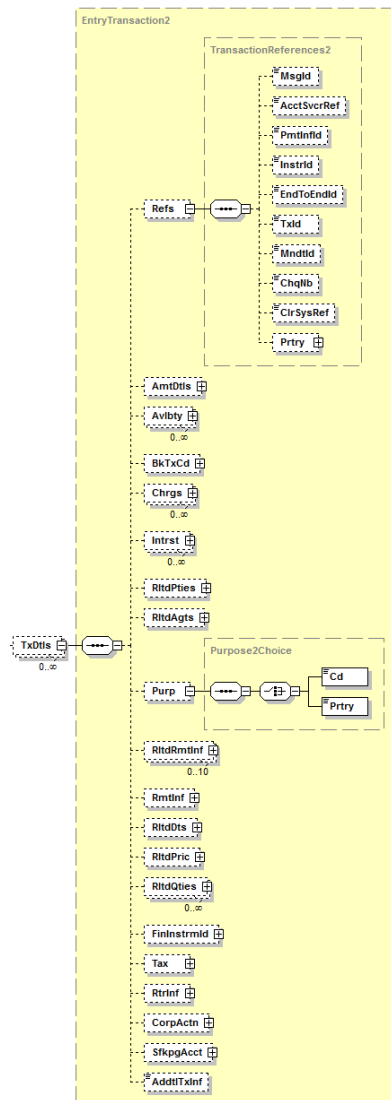 EntryTransaction2
TransactionReferences2
MsgId
AcctSvcrRef
PmtInfId
InstrId
EndToEndId
Refs
TxId
MndtId
ChqNb
ClrSysRef
Prtry
AmtDtls
Avlbty
0..∞
BkTxCd
Chrgs
0..∞
Intrst
0..∞
RltdPties
RltdAgts
TxDtls
0..∞
Purpose2Choice
Cd
Purp
Prtry
RltdRmtInf
0..10
RmtInf
RltdDts
RltdPric
RltdQties
0..∞
FinInstrmId
Tax
RtrInf
CorpActn
SfkpgAcct
AddtlTxInf